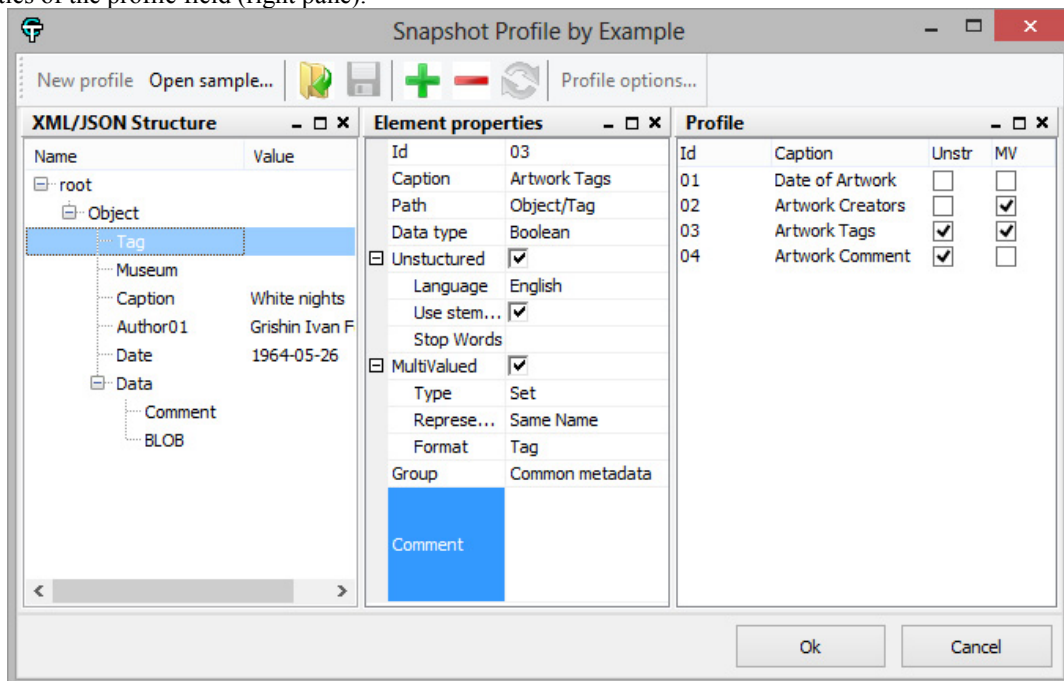 ties of the profile field (right pane).
Snapshot Profile by Example
New profile Open sample... Profile options...
XML/JSON Structure
Name Value
root
Object
Tag
Museum
Caption White nights
Author01 Grishin Ivan F
Date 1964-05-26
Data
Comment
BLOB
Element properties
Id 03
Caption Artwork Tags
Path Object/Tag
Data type Boolean
Unstuctured
Language English
Use stem...
Stop Words
MultiValued
Type Set
Represe... Same Name
Format Tag
Group Common metadata
Comment
Profile
Id Caption Unstr MV
01 Date of Artwork
02 Artwork Creators
03 Artwork Tags
04 Artwork Comment
Ok Cancel